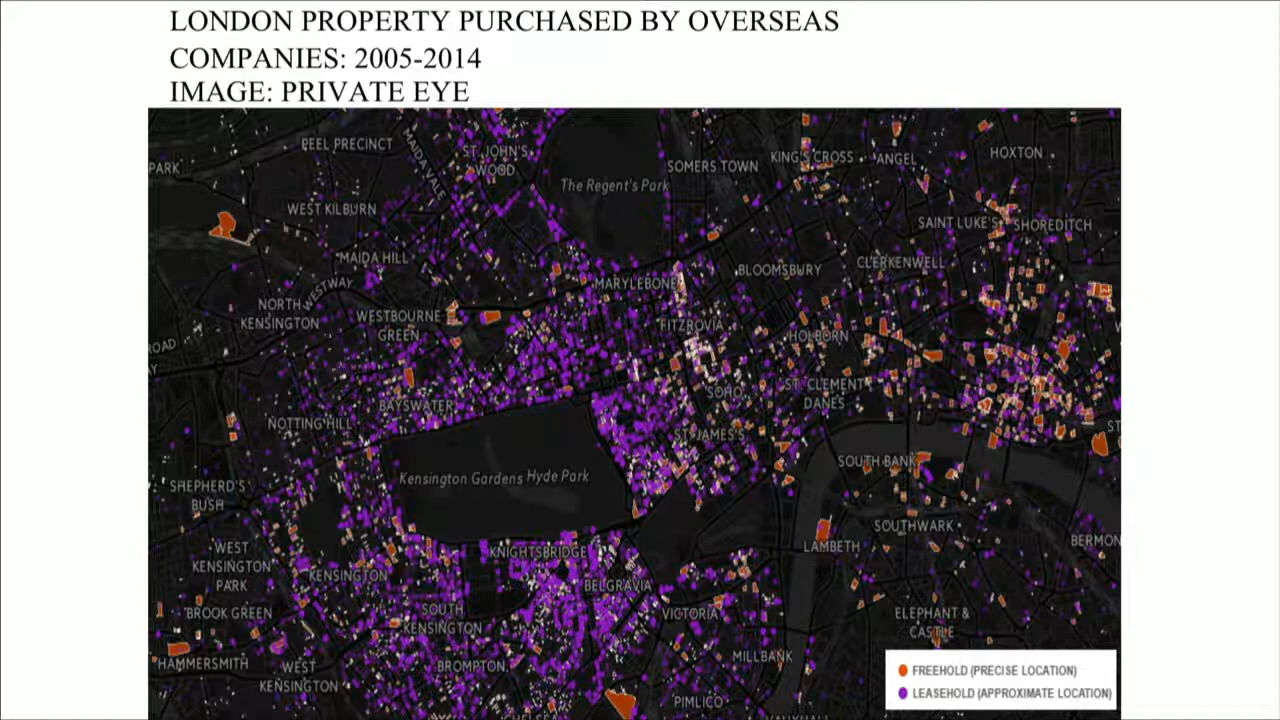 LONDON PROPERTY PURCHASED BY OVERSEAS
COMPANIES: 2005-2014
IMAGE: PRIVATE EYE
PEEL PRECINCT
MAIDA VALE
ST. JOHN'S
WOOD
SOMERS TOWN
KING'S CROSS
ANGEL
HOXTON
PARK
The Regent's Park
WEST KILBURN
SAINT LUKE'S
SHOREDITCH
MAIDA HILL
BLOOMSBURY
CLERKENWELL
WESTWAY
MARYLEBONE
NORTH
KENSINGTON
WESTBOURNE
GREEN
FITZROVIA
HOLBORN
ROAD
AY
SOHO
ST. CLEMENT
DANES
BAYSWATER
NOTTING HILL
ST. JAMES'S
ST
Kensington Gardens
Hyde Park
SOUTH BANK
SHEPHERD'S
BUSH
SOUTHWARK
LAMBETH
BERMON
WEST
KENSINGTON
PARK
KNIGHTSBRIDGE
KENSINGTON
BELGRAVIA
BROOK GREEN
SOUTH
KENSINGTON
VICTORIA
ELEPHANT &
CASTLE
HAMMERSMITH
WEST
KENSINGTON
BROMPTON
MILLBANK
PIMLICO
CHELSEA
VAUXHALL
FREEHOLD (PRECISE LOCATION)
LEASEHOLD (APPROXIMATE LOCATION)